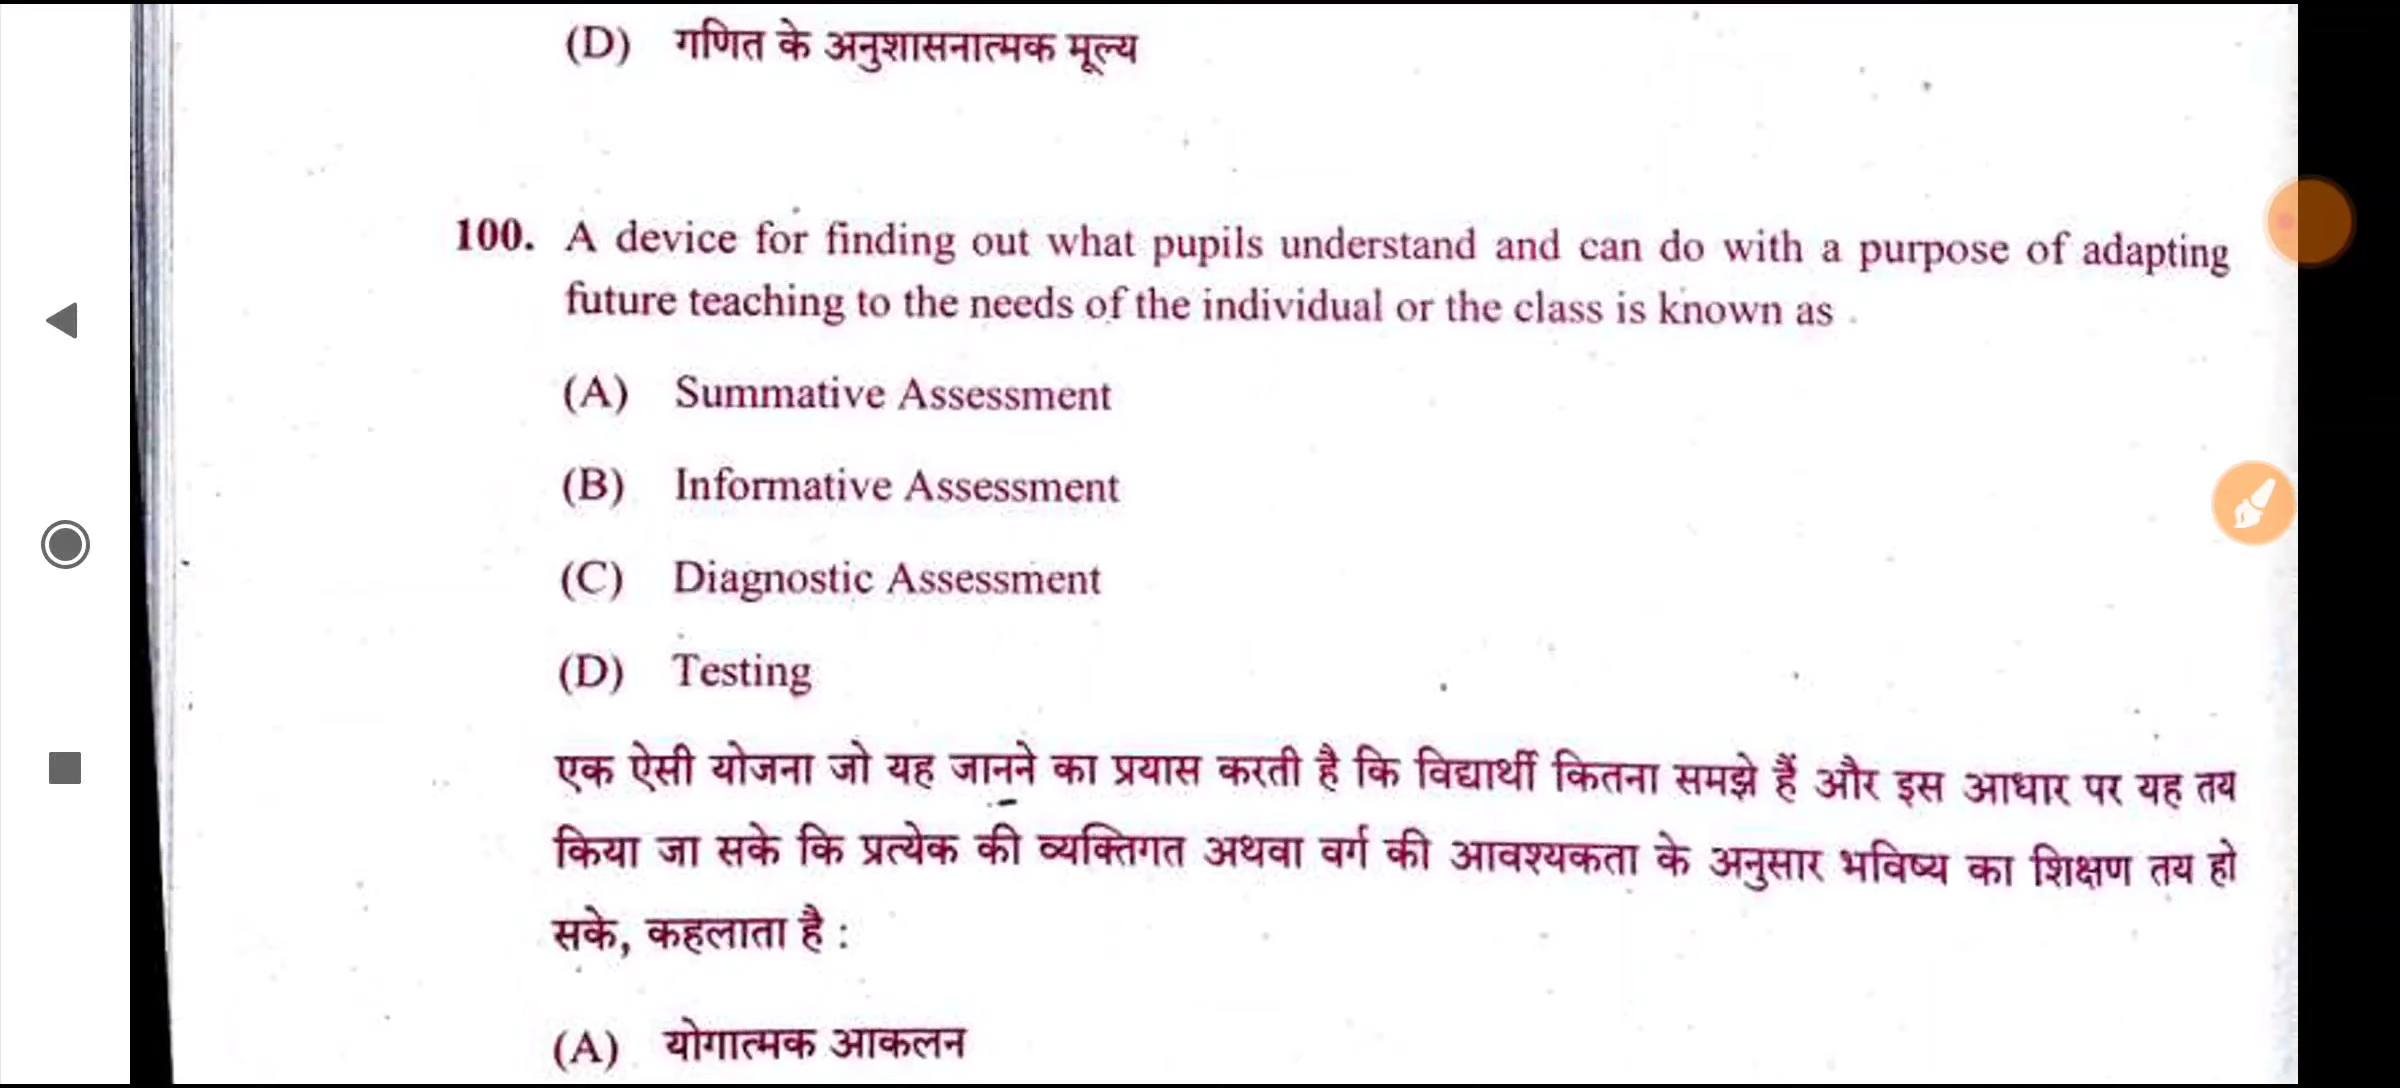 (D) गणित के अनुशासनात्मक मूल्य
100. A device for finding out what pupils understand and can do with a purpose of adapting
future teaching to the needs of the individual or the class is known as
(A) Summative Assessment
(B) Informative Assessment
(C) Diagnostic Assessment
(D) Testing
एक ऐसी योजना जो यह जानने का प्रयास करती है कि विद्यार्थी कितना समझे हैं और इस आधार पर यह तय
किया जा सके कि प्रत्येक की व्यक्तिगत अथवा वर्ग की आवश्यकता के अनुसार भविष्य का शिक्षण तय हो
सके, कहलाता है :
(A) योगात्मक आकलन